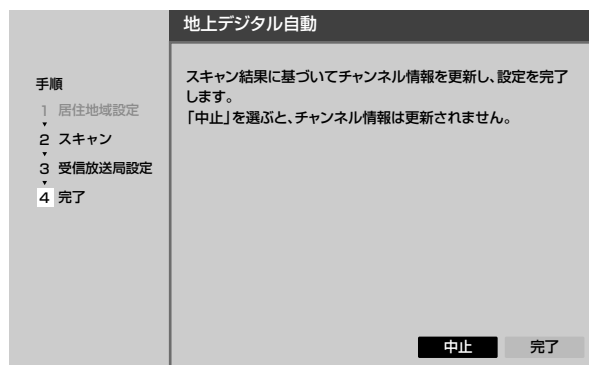 地上デジタル自動
手順
1 居住地域設定
2 スキャン
3 受信放送局設定
4 完了
スキャン結果に基づいてチャンネル情報を更新し、設定を完了
します。
「中止」を選ぶと、チャンネル情報は更新されません。
中止
完了